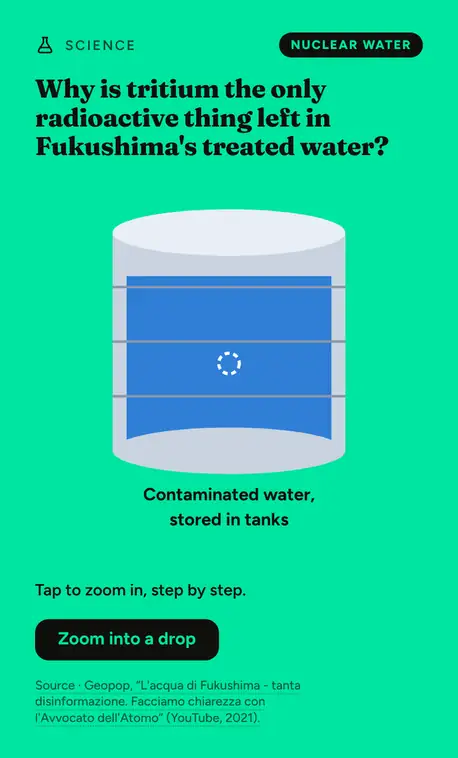 SCIENCE
NUCLEAR WATER
Why is tritium the only
radioactive thing left in
Fukushima's treated water?
Contaminated water,
stored in tanks
Tap to zoom in, step by step.
Zoom into a drop
Source · Geopop, “L'acqua di Fukushima - tanta
disinformazione. Facciamo chiarezza con
l'Avvocato dell'Atomo” (YouTube, 2021).